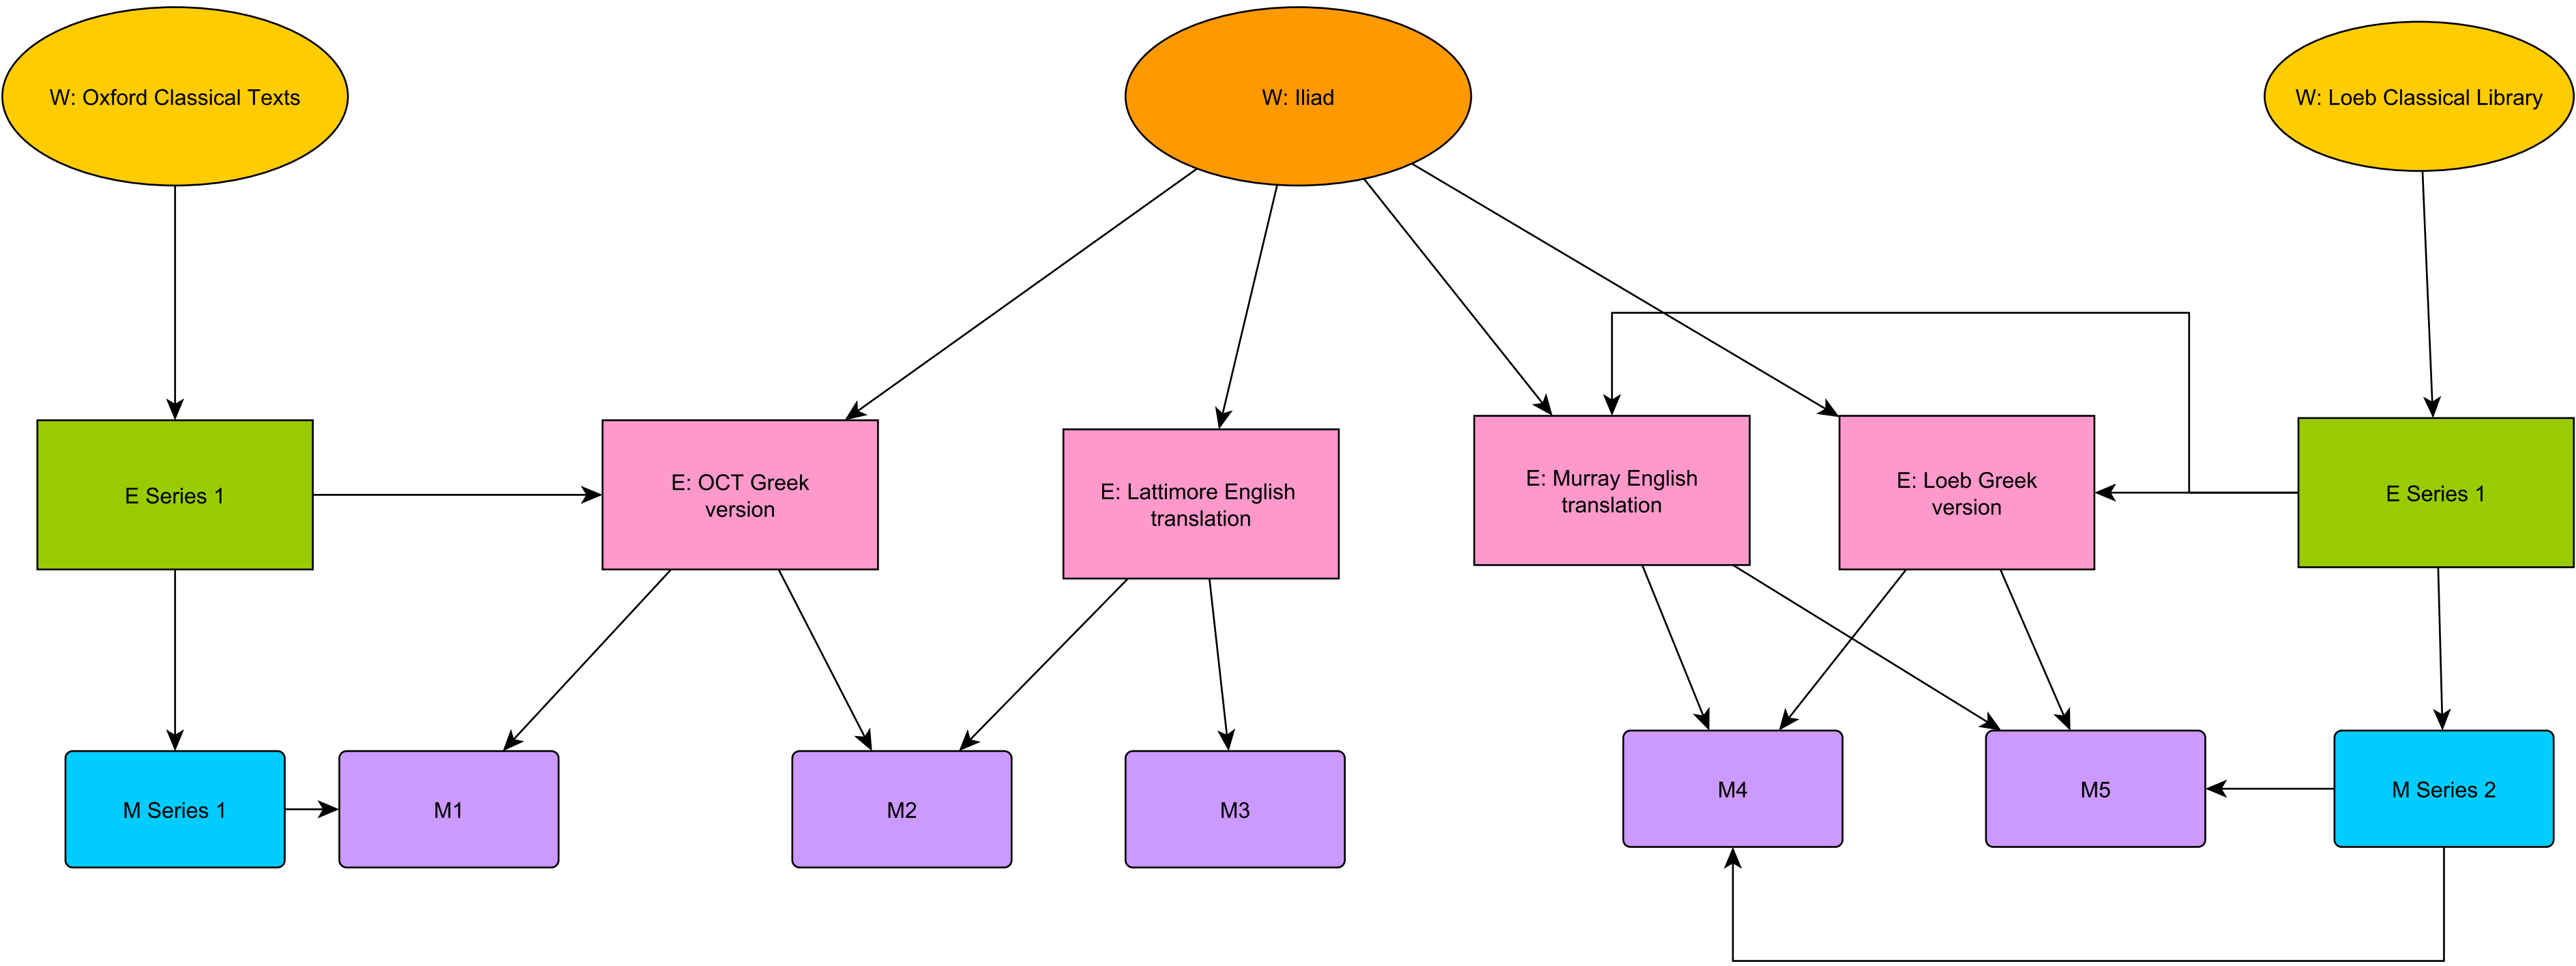 W: Oxford Classical Texts
W: Iliad
W: Loeb Classical Library
E Series 1
E: OCT Greek
version
E: Lattimore English
translation
E: Murray English
translation
E: Loeb Greek
version
E Series 1
M Series 1
M1
M2
M3
M4
M5
M Series 2